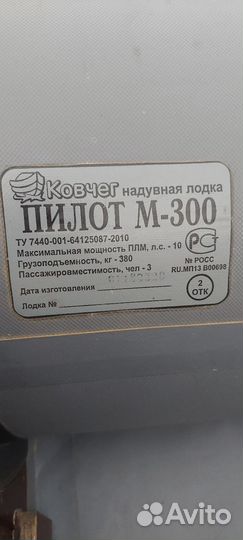 Ковчег надувная лодка
ПИЛОТ М-300
ТУ 7440-001-64125087-2010
Максимальная мощность ПЛМ, л.с. - 10
Грузоподъемность, кг - 380
Пассажировместимость, чел - 3
РСТ
№ РОСС
RU.МП13 В00698
Дата изготовления
Лодка №
2
ОТК
Avito